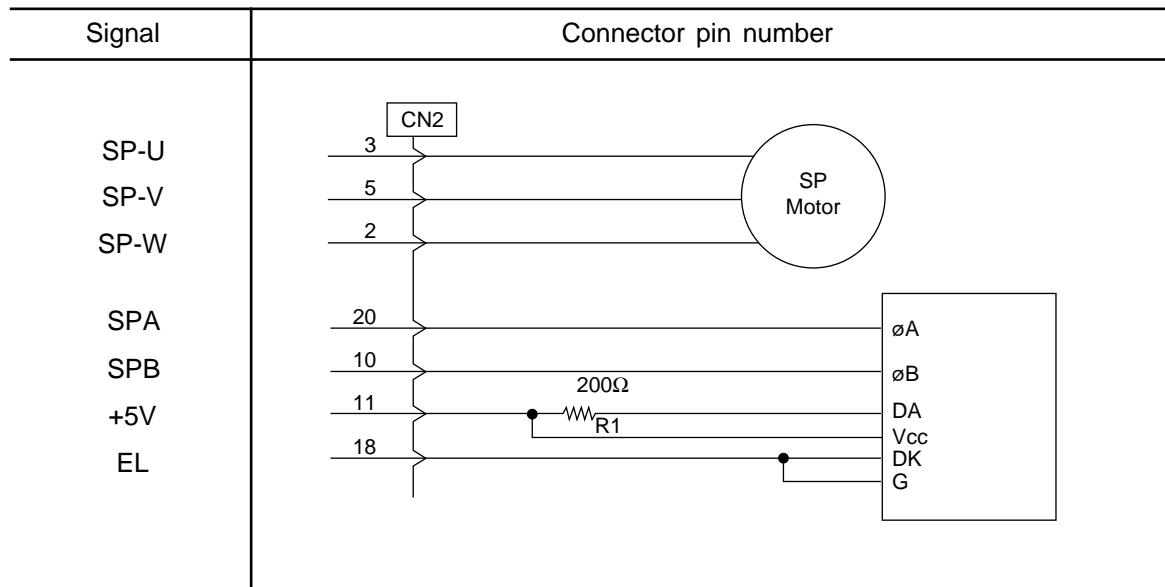 Signal Connector pin number
CN2
SP-U 3
SP-V 5
SP-W 2
SP
Motor
SPA 20 øA
SPB 10 øB
200Ω
+5V 11 DA
R1
Vcc
EL 18 DK
G